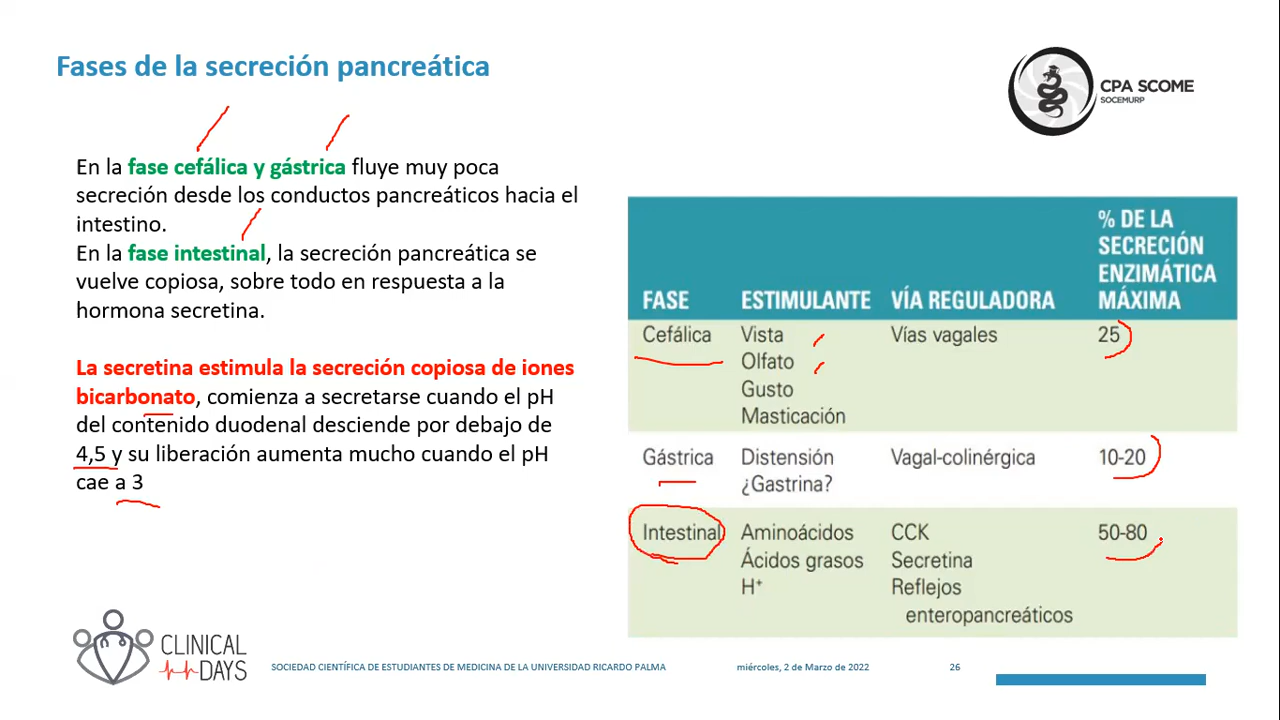 Fases de la secreción pancreática
CPA SCOME
SOCEMURP
En la fase cefálica y gástrica fluye muy poca
secreción desde los conductos pancreáticos hacia el
intestino.
En la fase intestinal, la secreción pancreática se
vuelve copiosa, sobre todo en respuesta a la
hormona secretina.
La secretina estimula la secreción copiosa de iones
bicarbonato, comienza a secretarse cuando el pH
del contenido duodenal desciende por debajo de
4,5 y su liberación aumenta mucho cuando el pH
cae a 3
FASE ESTIMULANTE VÍA REGULADORA % DE LA
SECRECIÓN
ENZIMÁTICA
MÁXIMA
Cefálica Vista Vías vagales 25
Olfato
Gusto
Masticación
Gástrica Distensión Vagal-colinérgica 10-20
¿Gastrina?
Intestinal Aminoácidos CCK 50-80
Ácidos grasos Secretina
H⁺ Reflejos
enteropancreáticos
CLINICAL
DAYS
SOCIEDAD CIENTÍFICA DE ESTUDIANTES DE MEDICINA DE LA UNIVERSIDAD RICARDO PALMA miércoles, 2 de Marzo de 2022 26